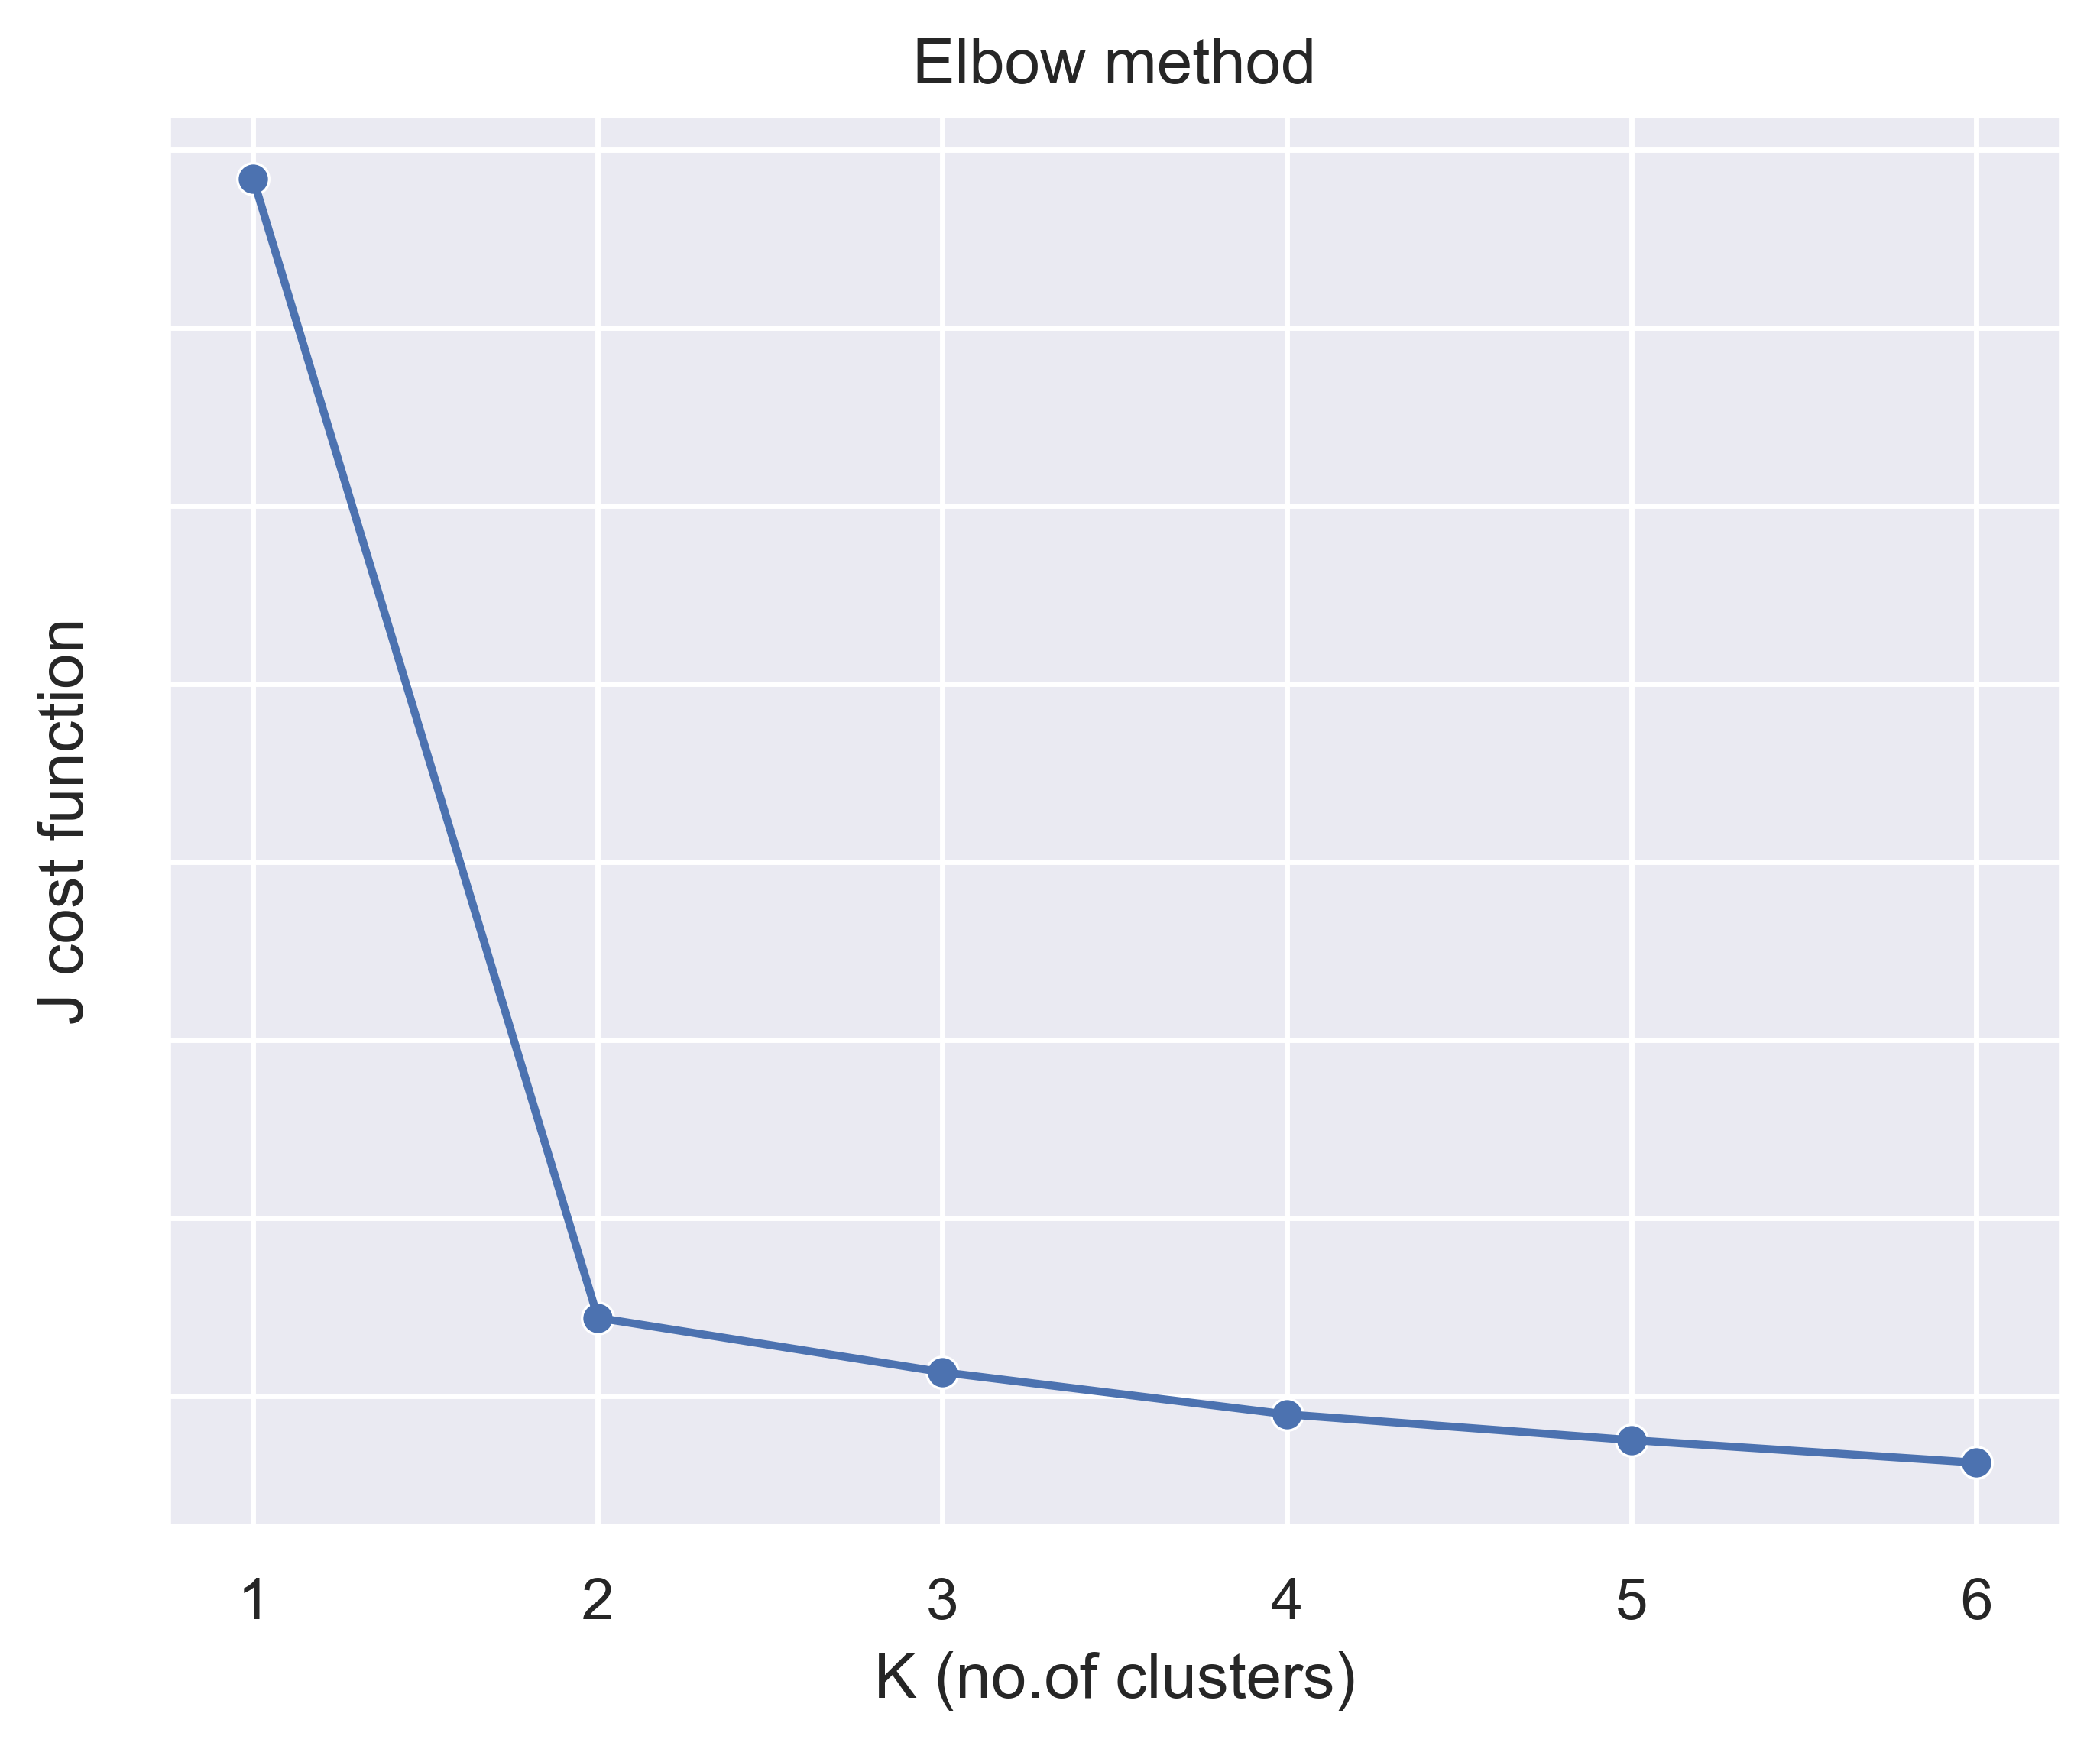 Elbow method
J cost function
1 2 3 4 5 6
K (no.of clusters)